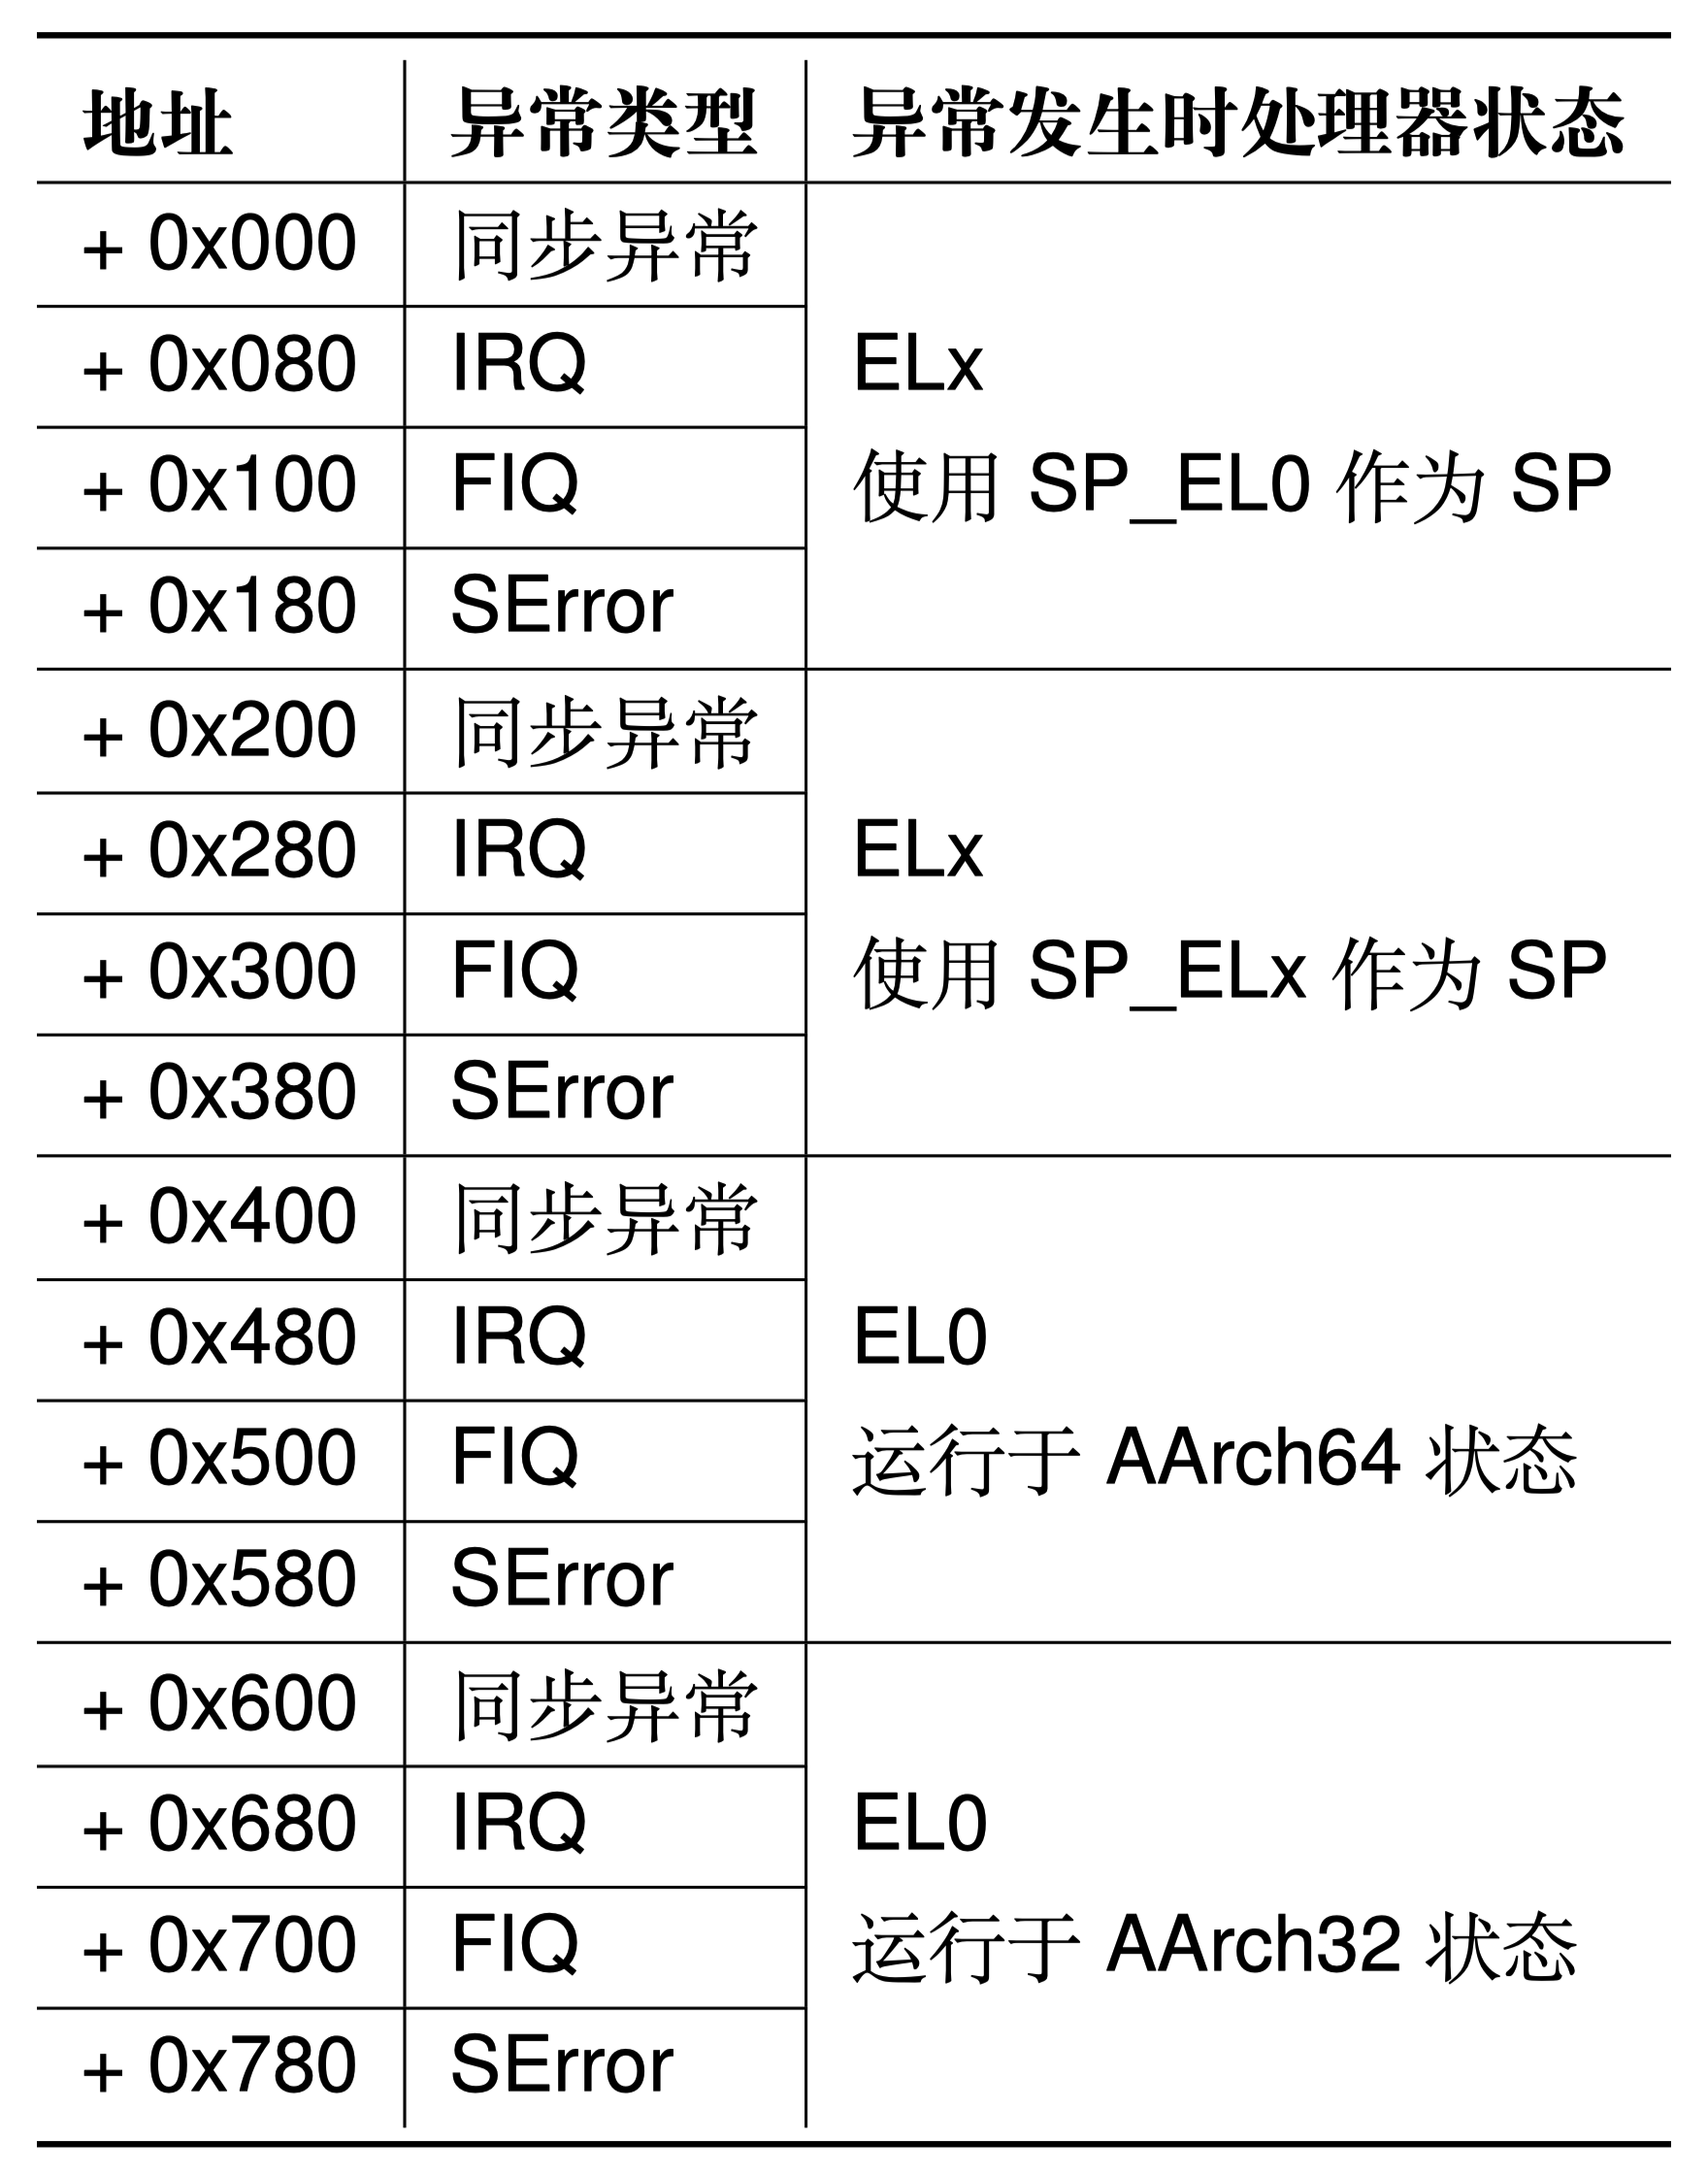 地址 异常类型 异常发生时处理器状态
+ 0x000 同步异常
+ 0x080 IRQ ELx
+ 0x100 FIQ 使用 SP_EL0 作为 SP
+ 0x180 SError
+ 0x200 同步异常
+ 0x280 IRQ ELx
+ 0x300 FIQ 使用 SP_ELx 作为 SP
+ 0x380 SError
+ 0x400 同步异常
+ 0x480 IRQ EL0
+ 0x500 FIQ 运行于 AArch64 状态
+ 0x580 SError
+ 0x600 同步异常
+ 0x680 IRQ EL0
+ 0x700 FIQ 运行于 AArch32 状态
+ 0x780 SError